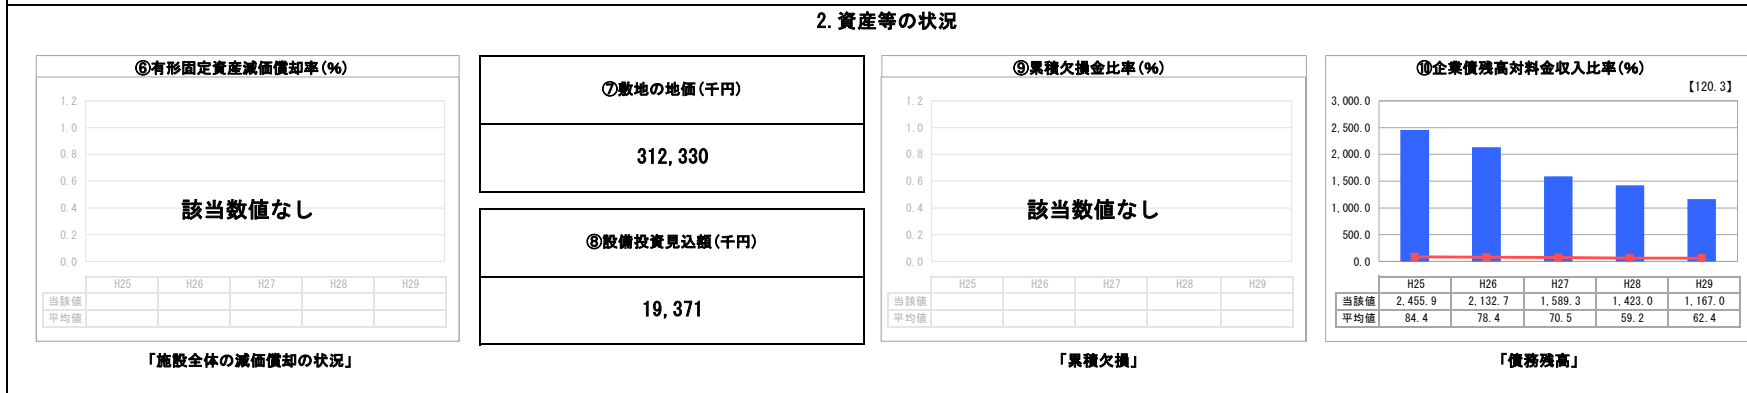 2.資産等の状況
⑥有形固定資産減価償却率(%)
1.2
1.0
0.8
0.6
0.4
0.2
0.0
該当数値なし
H25 H26 H27 H28 H29
当該値
平均値
「施設全体の減価償却の状況」
⑦敷地の地価(千円)
312,330
⑧設備投資見込額(千円)
19,371
⑨累積欠損金比率(%)
1.2
1.0
0.8
0.6
0.4
0.2
0.0
該当数値なし
H25 H26 H27 H28 H29
当該値
平均値
「累積欠損」
⑩企業債残高対料金収入比率(%)
【120.3】
3,000.0
2,500.0
2,000.0
1,500.0
1,000.0
500.0
0.0
H25 H26 H27 H28 H29
当該値 2,455.9 2,132.7 1,589.3 1,423.0 1,167.0
平均値 84.4 78.4 70.5 59.2 62.4
「債務残高」